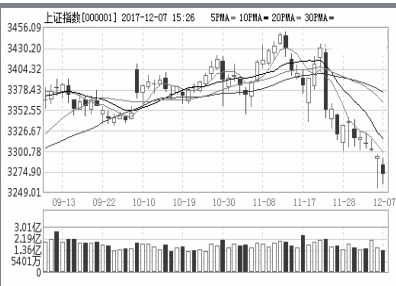 上证指数[000001] 2017-12-07 15:26 5PMA= 10PMA= 20PMA= 30PMA=
3456.09
3430.20
3404.32
3378.43
3352.55
3326.67
3300.78
3274.90
3249.01
09-13 09-22 10-10 10-19 10-30 11-08 11-17 11-28 12-07
3.01亿
2.19亿
1.36亿
5401万
0